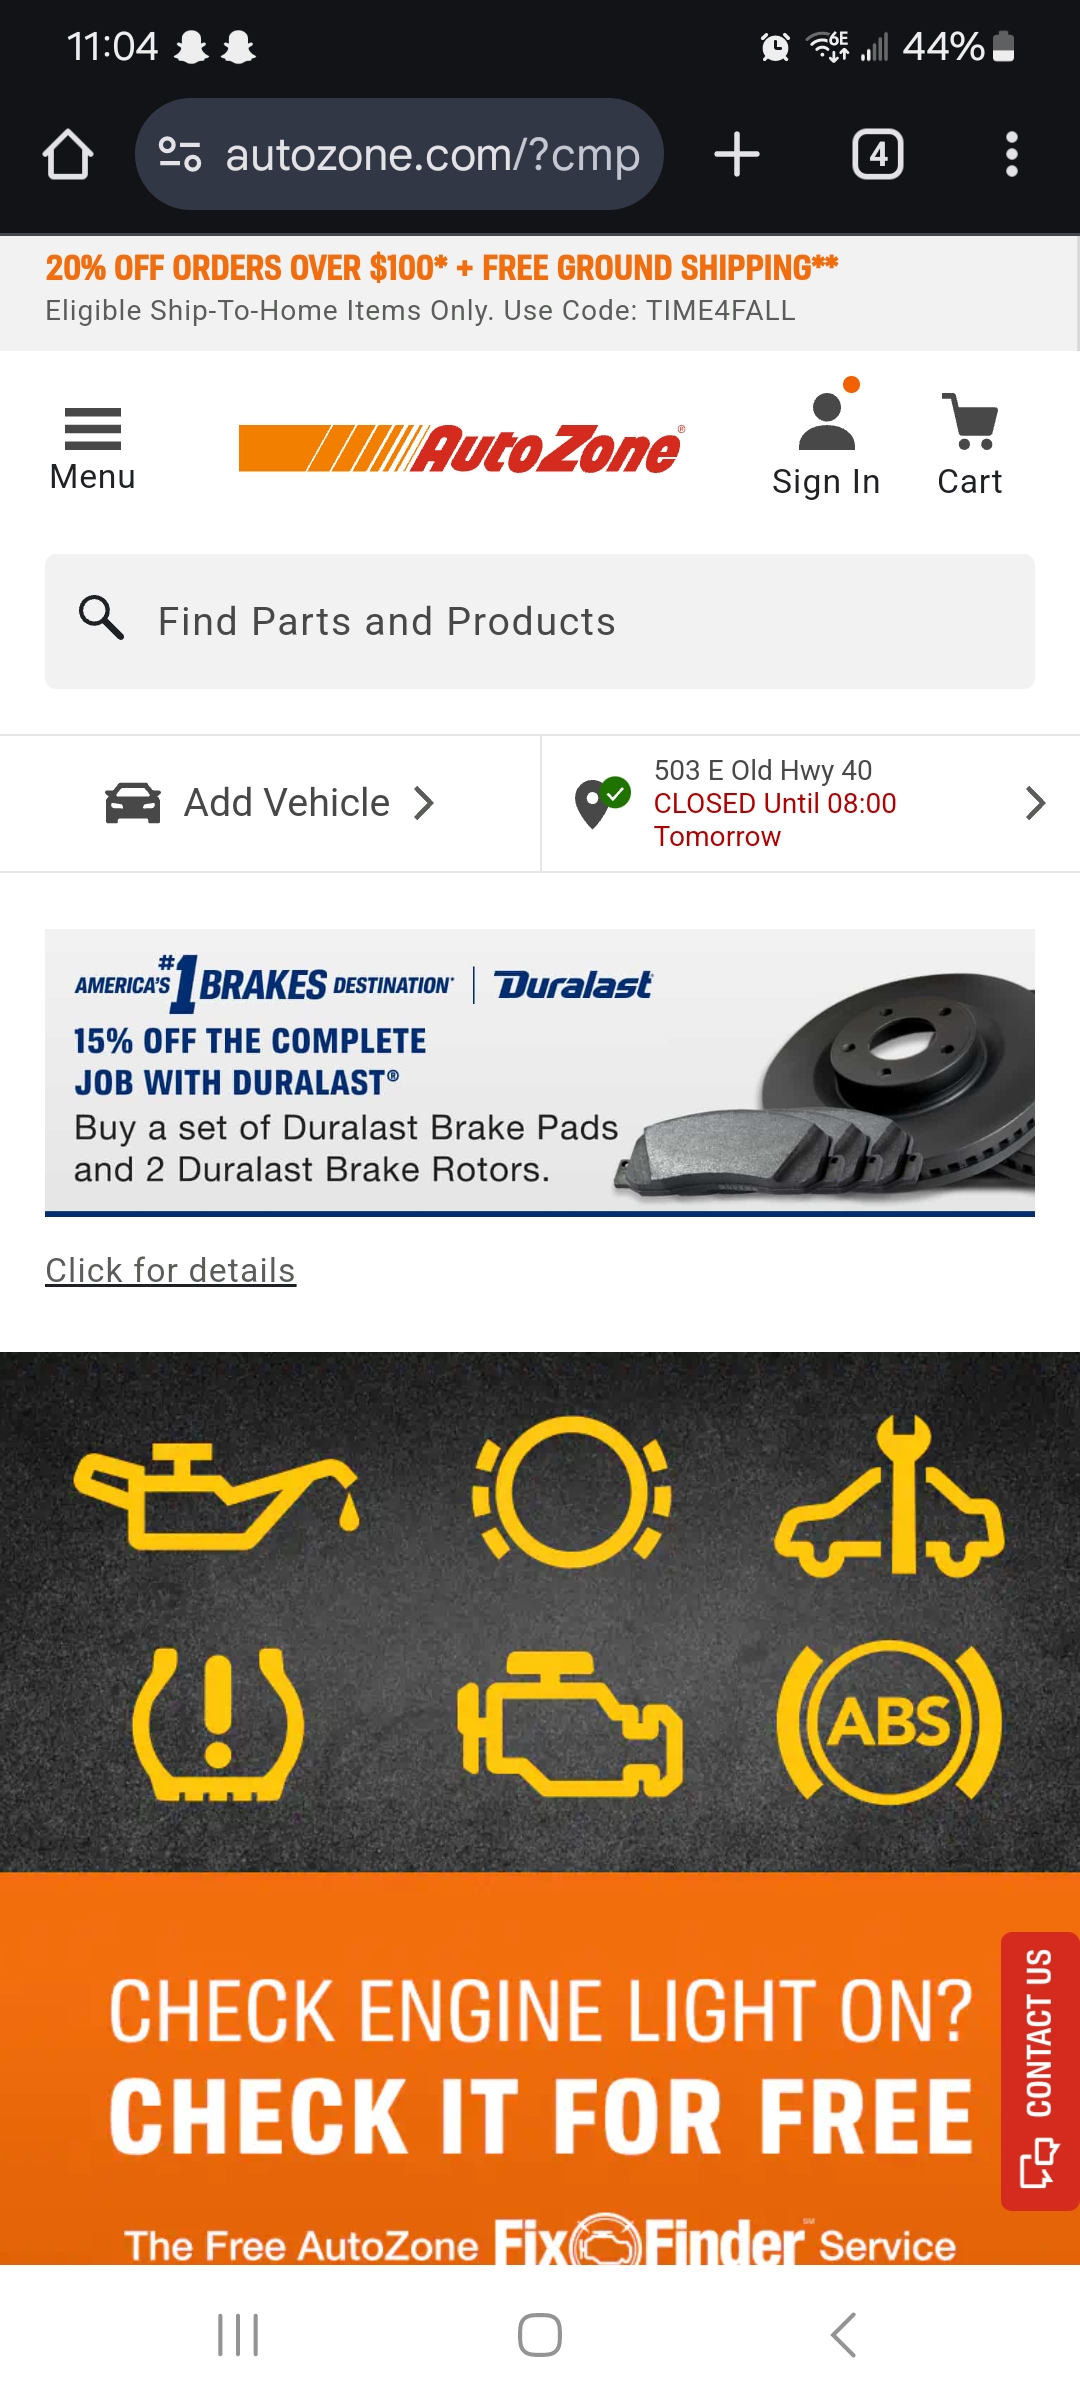 11:04
6E
44%
autozone.com/?cmp
4
20% OFF ORDERS OVER $100* + FREE GROUND SHIPPING**
Eligible Ship-To-Home Items Only. Use Code: TIME4FALL
Menu
AutoZone®
Sign In
Cart
Find Parts and Products
Add Vehicle
503 E Old Hwy 40
CLOSED Until 08:00
Tomorrow
AMERICA'S #1 BRAKES DESTINATION* | Duralast
15% OFF THE COMPLETE
JOB WITH DURALAST®
Buy a set of Duralast Brake Pads
and 2 Duralast Brake Rotors.
Click for details
ABS
CHECK ENGINE LIGHT ON?
CHECK IT FOR FREE
The Free AutoZone Fix Finder℠ Service
CONTACT US